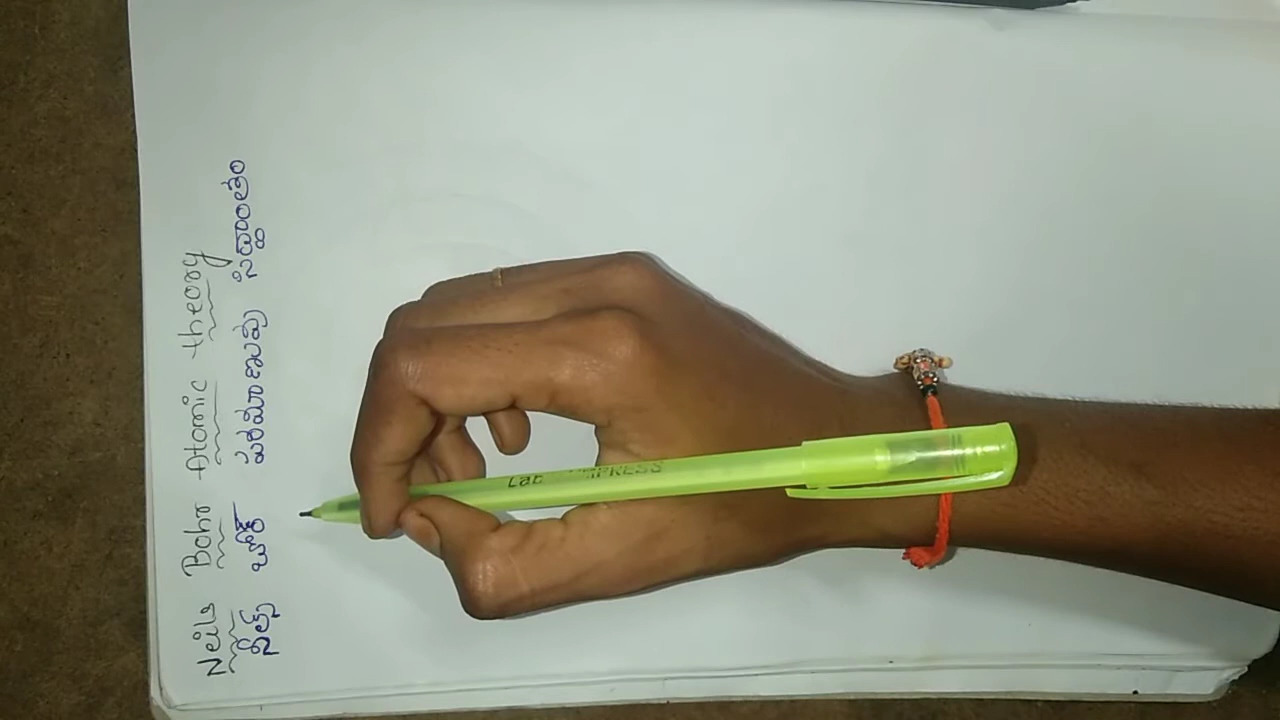 Neils Bohr Atomic theory
నీల్స్ బోర్ పరమాణువు సిద్ధాంతం